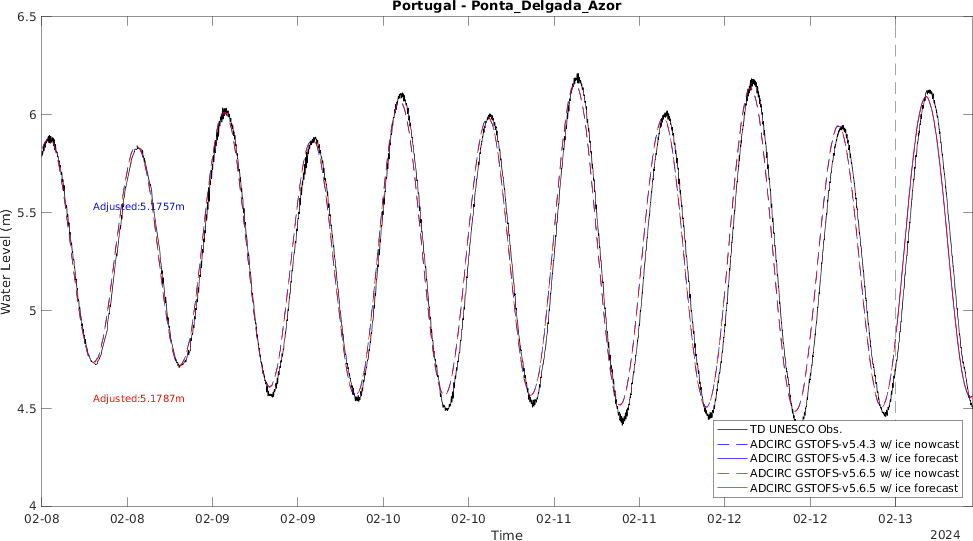 Portugal - Ponta_Delgada_Azor
6.5
6
5.5
5
4.5
4
Water Level (m)
Adjusted:5.1757m
Adjusted:5.1787m
TD UNESCO Obs.
ADCIRC GSTOFS-v5.4.3 w/ ice nowcast
ADCIRC GSTOFS-v5.4.3 w/ ice forecast
ADCIRC GSTOFS-v5.6.5 w/ ice nowcast
ADCIRC GSTOFS-v5.6.5 w/ ice forecast
02-08 02-08 02-09 02-09 02-10 02-10 02-11 02-11 02-12 02-12 02-13
Time
2024